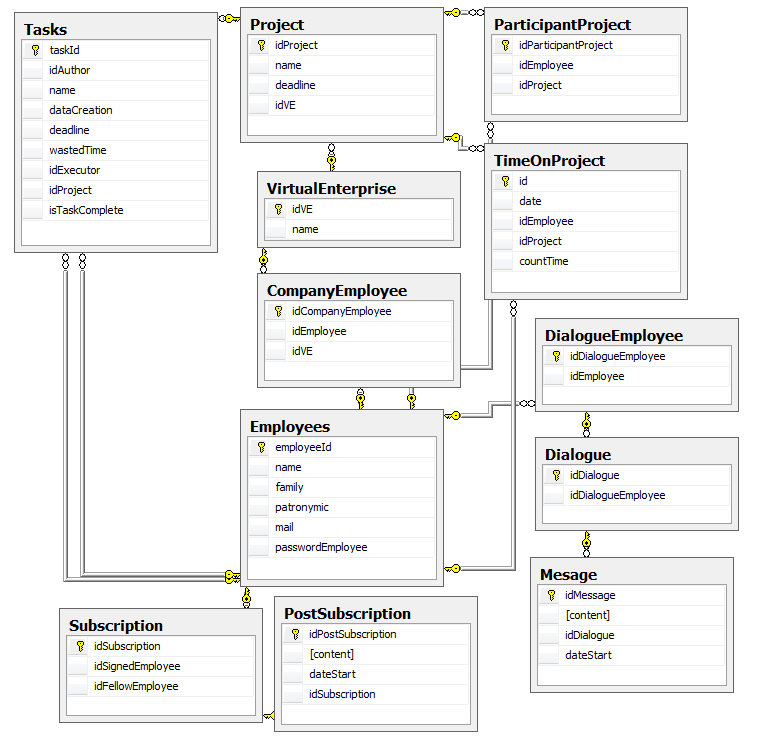 Tasks
taskId
idAuthor
name
dataCreation
deadline
wastedTime
idExecutor
idProject
isTaskComplete
Project
idProject
name
deadline
idVE
ParticipantProject
idParticipantProject
idEmployee
idProject
TimeOnProject
id
date
idEmployee
idProject
countTime
VirtualEnterprise
idVE
name
CompanyEmployee
idCompanyEmployee
idEmployee
idVE
DialogueEmployee
idDialogueEmployee
idEmployee
Employees
employeeId
name
family
patronymic
mail
passwordEmployee
Dialogue
idDialogue
idDialogueEmployee
Mesage
idMessage
[content]
idDialogue
dateStart
Subscription
idSubscription
idSignedEmployee
idFellowEmployee
PostSubscription
idPostSubscription
[content]
dateStart
idSubscription